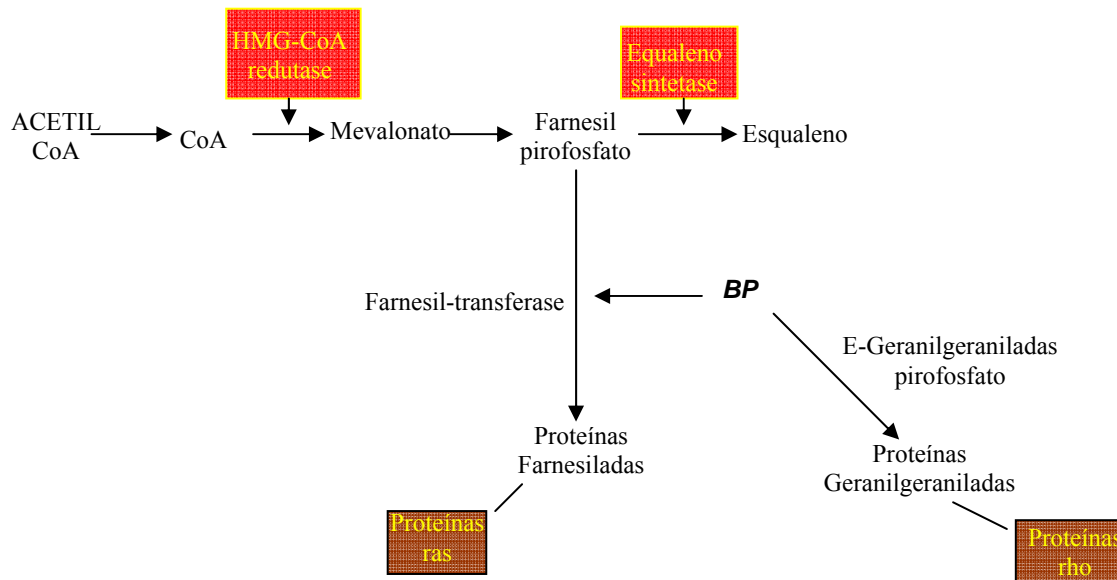 HMG-CoA
redutase
Equaleno
sintetase
ACETIL
CoA
CoA
Mevalonato
Farnesil
pirofosfato
Esqualeno
Farnesil-transferase
BP
E-Geranilgeraniladas
pirofosfato
Proteínas
Farnesiladas
Proteínas
Geranilgeraniladas
Proteínas
ras
Proteínas
rho